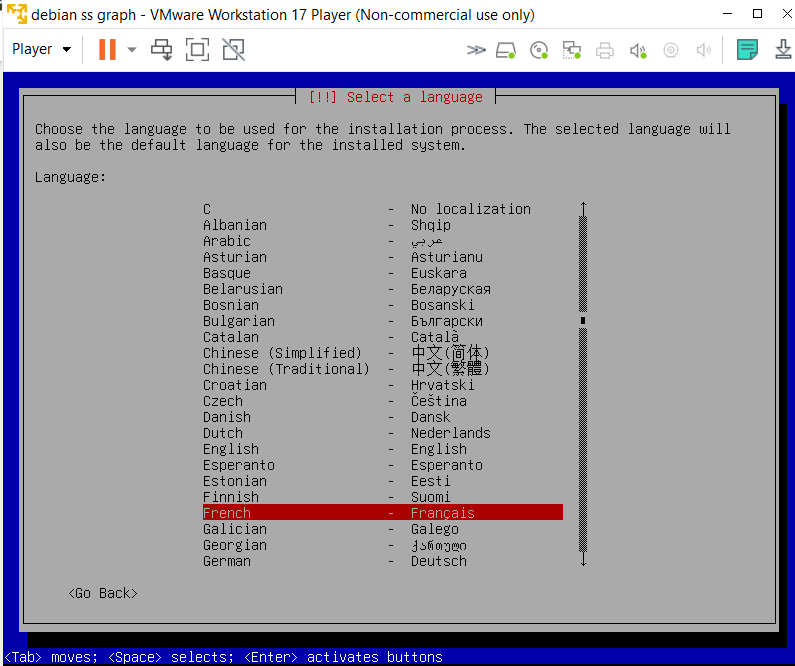 debian ss graph - VMware Workstation 17 Player (Non-commercial use only)
Player
[!!] Select a language
Choose the language to be used for the installation process. The selected language will
also be the default language for the installed system.
Language:
C - No localization
Albanian - Shqip
Arabic - عربي
Asturian - Asturianu
Basque - Euskara
Belarusian - Беларуская
Bosnian - Bosanski
Bulgarian - Български
Catalan - Català
Chinese (Simplified) - 中文(简体)
Chinese (Traditional) - 中文(繁體)
Croatian - Hrvatski
Czech - Čeština
Danish - Dansk
Dutch - Nederlands
English - English
Esperanto - Esperanto
Estonian - Eesti
Finnish - Suomi
French - Français
Galician - Galego
Georgian - ქართული
German - Deutsch
<Go Back>
<Tab> moves; <Space> selects; <Enter> activates buttons